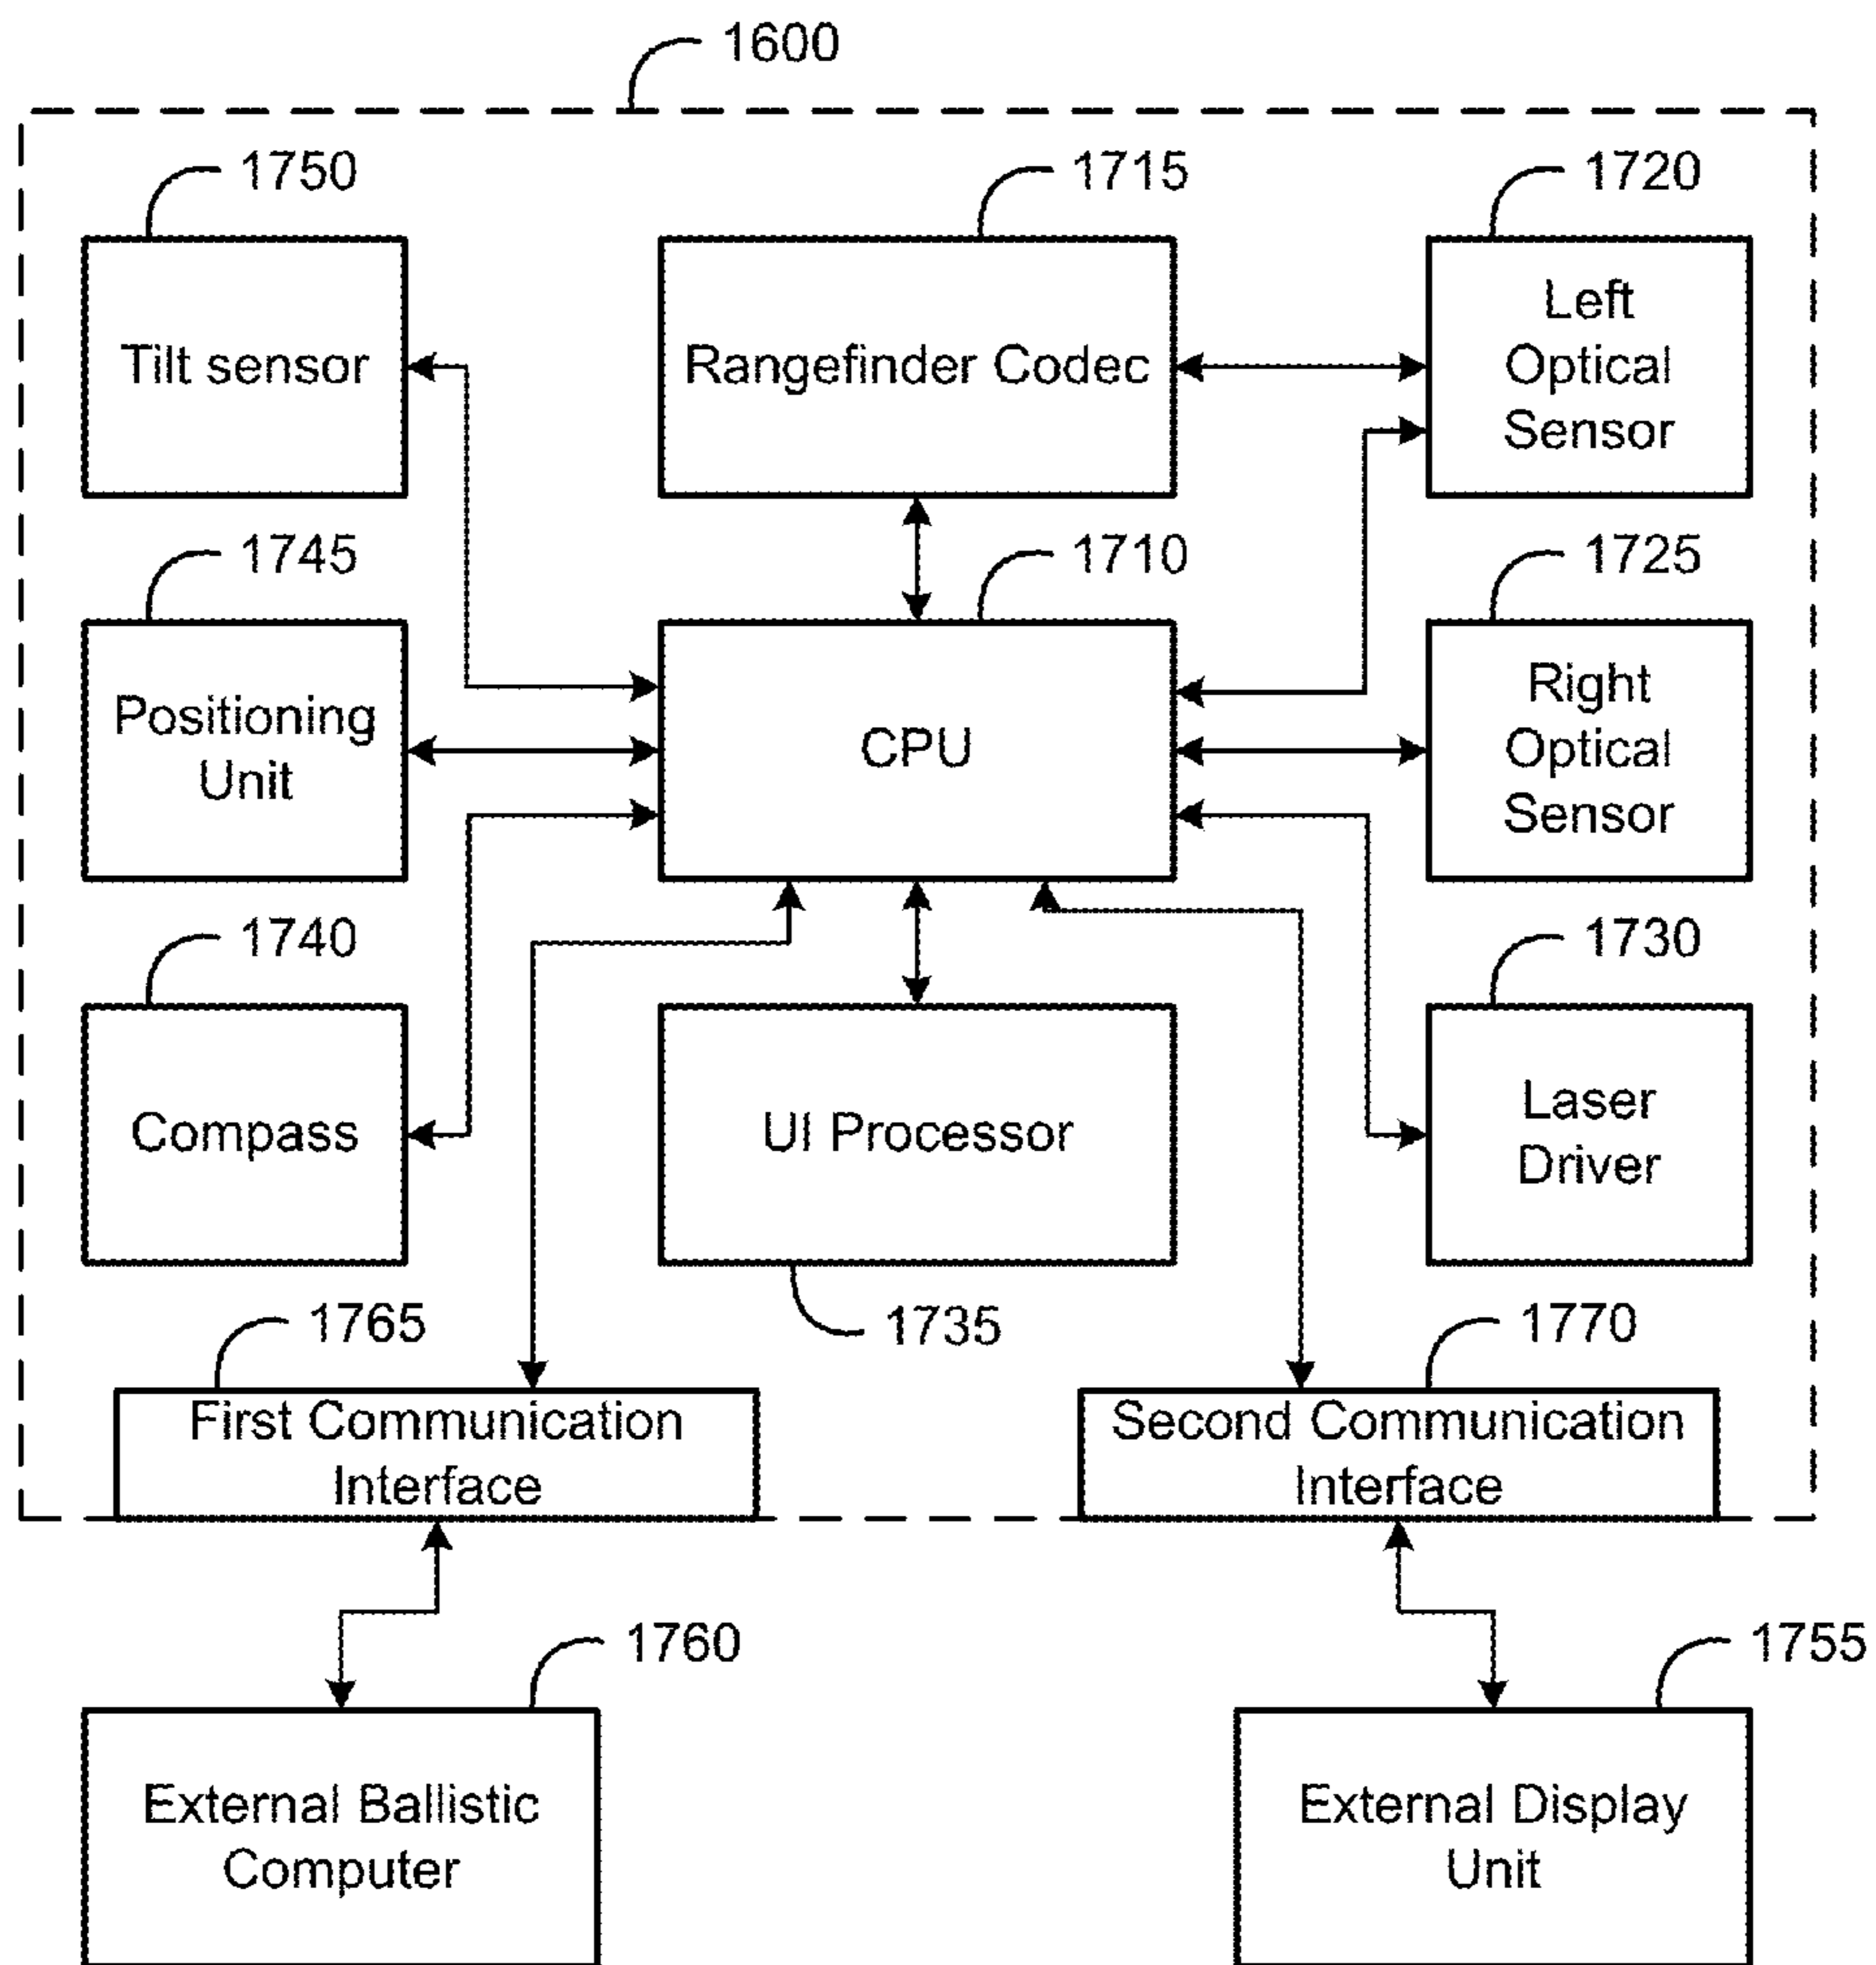 1600
1750
1715
1720
Tilt sensor
Rangefinder Codec
Left
Optical
Sensor
1745
1710
1725
Positioning
Unit
CPU
Right
Optical
Sensor
1740
1730
Compass
UI Processor
Laser
Driver
1765
1735
1770
First Communication
Interface
Second Communication
Interface
1760
1755
External Ballistic
Computer
External Display
Unit